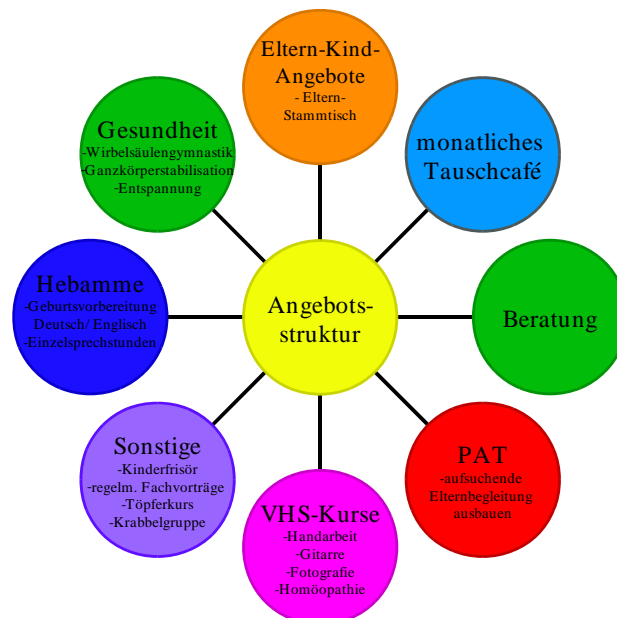 Eltern-Kind-
Angebote
- Eltern-
Stammtisch
monatliches
Tauschcafé
Beratung
PAT
-aufsuchende
Elternbegleitung
ausbauen
VHS-Kurse
-Handarbeit
-Gitarre
-Fotografie
-Homöopathie
Sonstige
-Kinderfrisör
-regelm. Fachvorträge
-Töpferkurs
-Krabbelgruppe
Hebamme
-Geburtsvorbereitung
Deutsch/ Englisch
-Einzelsprechstunden
Gesundheit
-Wirbelsäulengymnastik
-Ganzkörperstabilisation
-Entspannung
Angebots-
struktur